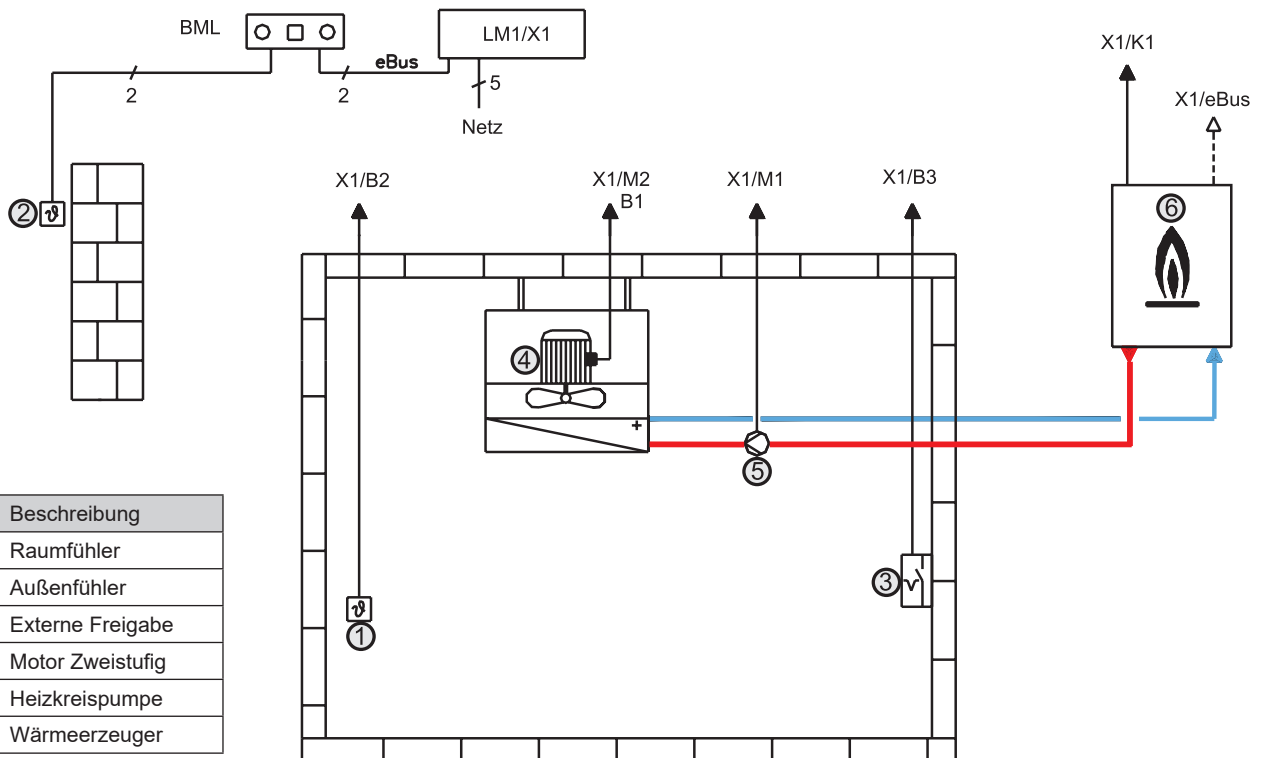 BML
LM1/X1
eBus
2
2
5
Netz
X1/K1
X1/eBus
X1/B2
X1/M2
B1
X1/M1
X1/B3
2
ϑ
6
4
+
5
3
ϑ
1
Beschreibung
Raumfühler
Außenfühler
Externe Freigabe
Motor Zweistufig
Heizkreispumpe
Wärmeerzeuger